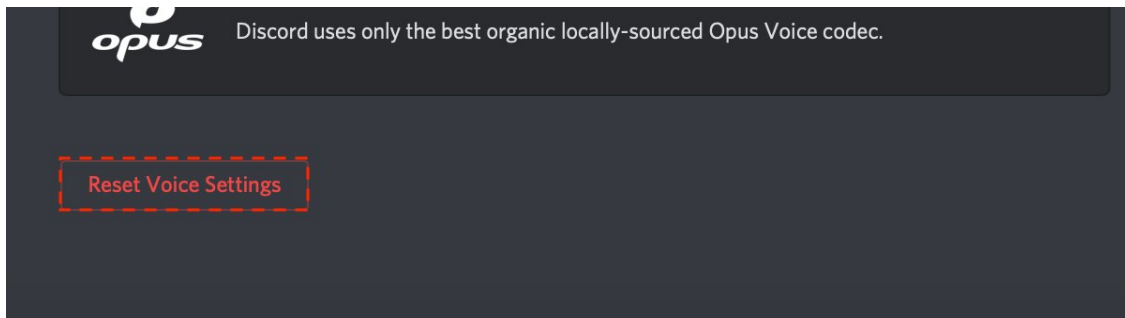 opus
Discord uses only the best organic locally-sourced Opus Voice codec.
Reset Voice Settings